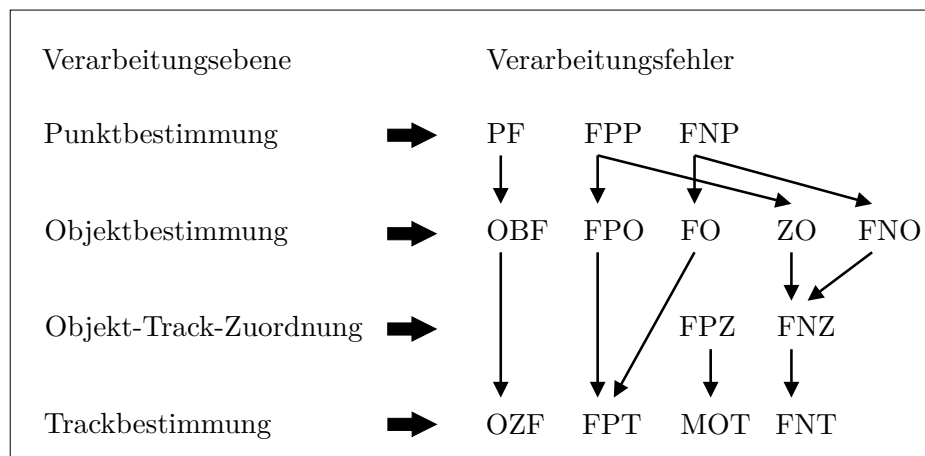 Verarbeitungsebene Verarbeitungsfehler
Punktbestimmung PF FPP FNP
Objektbestimmung OBF FPO FO ZO FNO
Objekt-Track-Zuordnung FPZ FNZ
Trackbestimmung OZF FPT MOT FNT